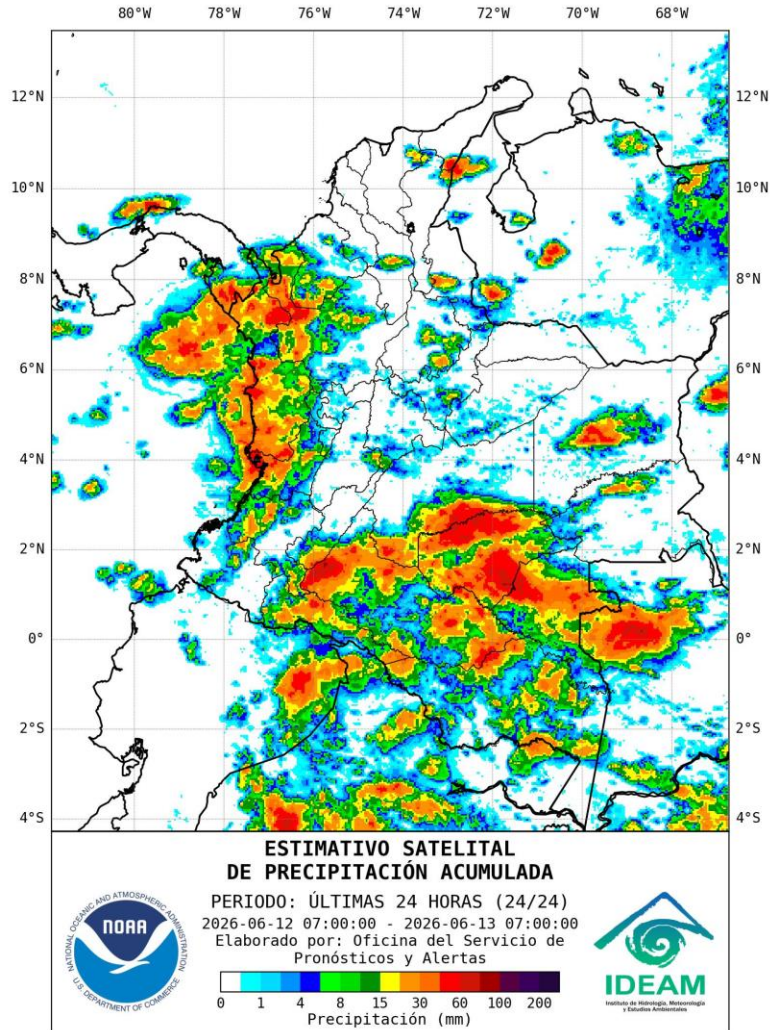 80°W 78°W 76°W 74°W 72°W 70°W 68°W
12°N 12°N
10°N 10°N
8°N 8°N
6°N 6°N
4°N 4°N
2°N 2°N
0° 0°
2°S 2°S
4°S 4°S
ESTIMATIVO SATELITAL
DE PRECIPITACIÓN ACUMULADA
PERIODO: ÚLTIMAS 24 HORAS (24/24)
2026-06-12 07:00:00 - 2026-06-13 07:00:00
Elaborado por: Oficina del Servicio de
Pronósticos y Alertas
0 1 4 8 15 30 60 100 200
Precipitación (mm)
NATIONAL OCEANIC AND ATMOSPHERIC ADMINISTRATION
NOAA
U.S. DEPARTMENT OF COMMERCE
IDEAM
Instituto de Hidrología, Meteorología
y Estudios Ambientales